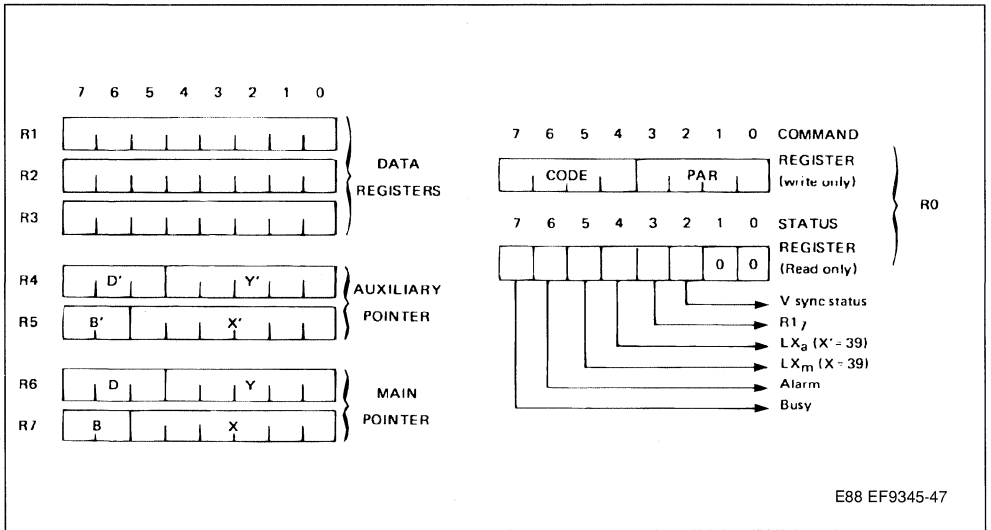 7 6 5 4 3 2 1 0
R1
R2
R3
DATA
REGISTERS
R4 D' Y'
R5 B' X'
AUXILIARY
POINTER
R6 D Y
R7 B X
MAIN
POINTER
7 6 5 4 3 2 1 0 COMMAND
REGISTER
(write only)
CODE PAR
R0
7 6 5 4 3 2 1 0 STATUS
REGISTER
(Read only)
0 0
V sync status
R17
LXa (X' = 39)
LXm (X = 39)
Alarm
Busy
E88 EF9345-47